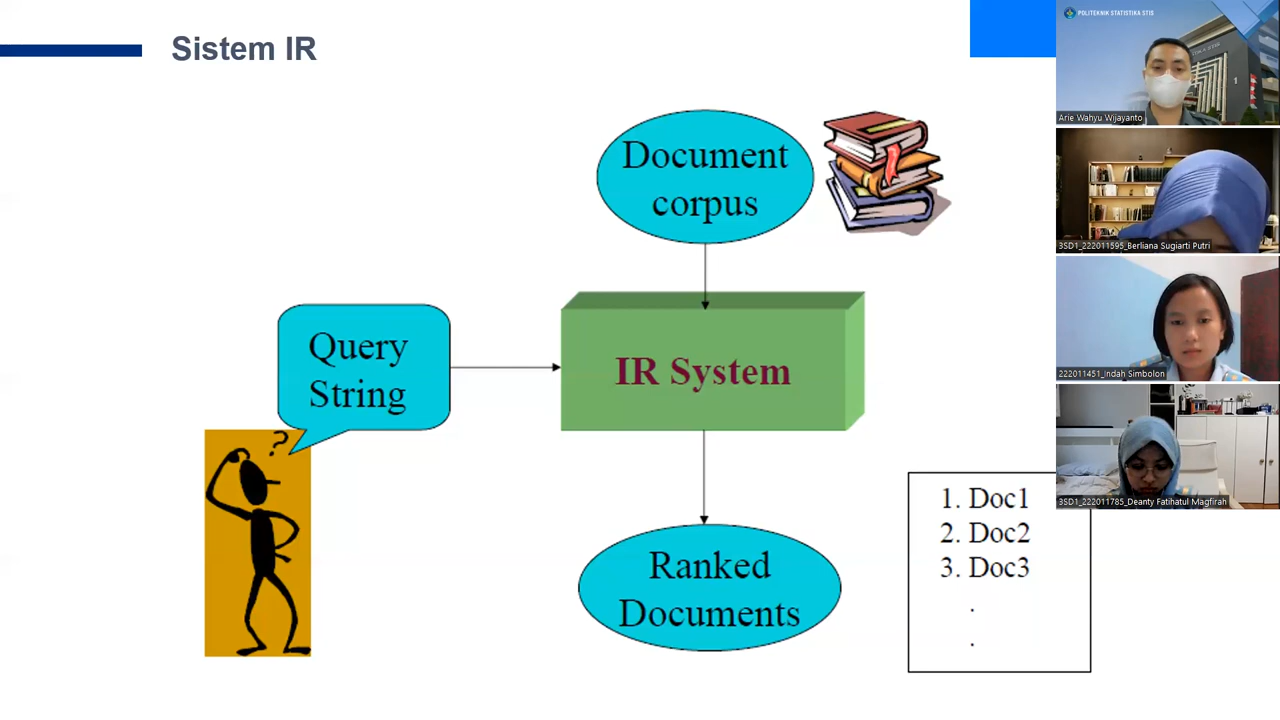 Sistem IR
Document
corpus
Query
String
?
IR System
Ranked
Documents
1. Doc1
2. Doc2
3. Doc3
.
.
POLITEKNIK STATISTIKA STIS
Arie Wahyu Wijayanto
3SD1_222011595_Berliana Sugiarti Putri
222011451_Indah Simbolon
3SD1_222011785_Deanty Fatihatul Magfirah